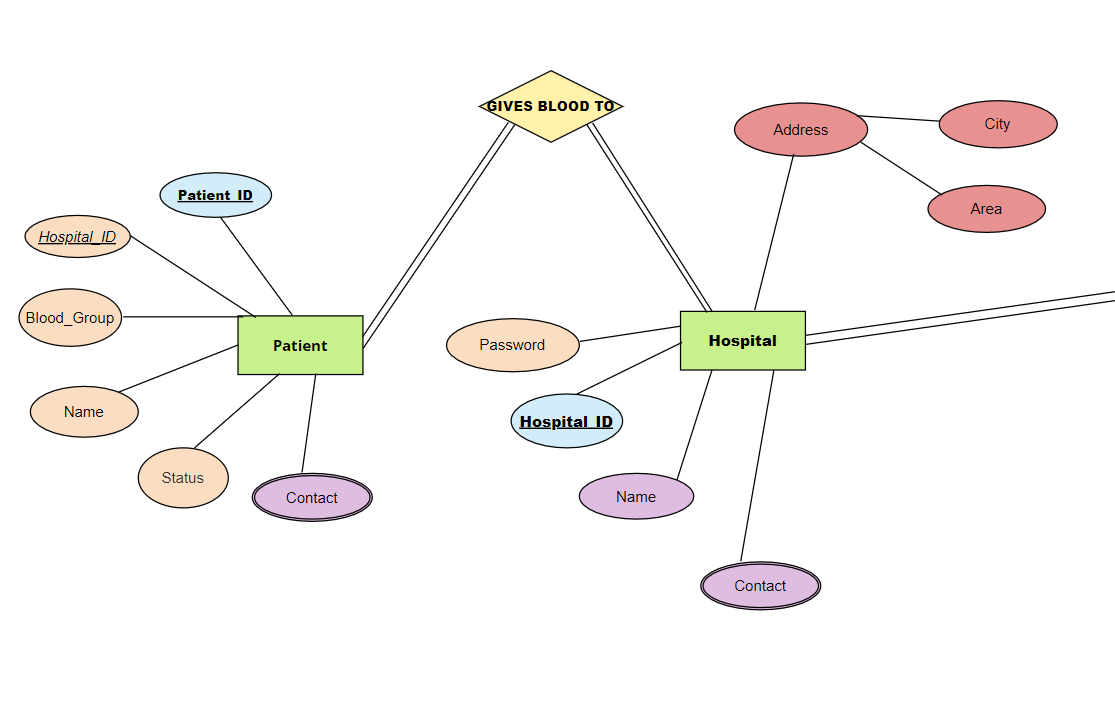 GIVES BLOOD TO
Address
City
Area
Patient_ID
Hospital_ID
Blood_Group
Patient
Name
Status
Contact
Password
Hospital
Hospital_ID
Name
Contact